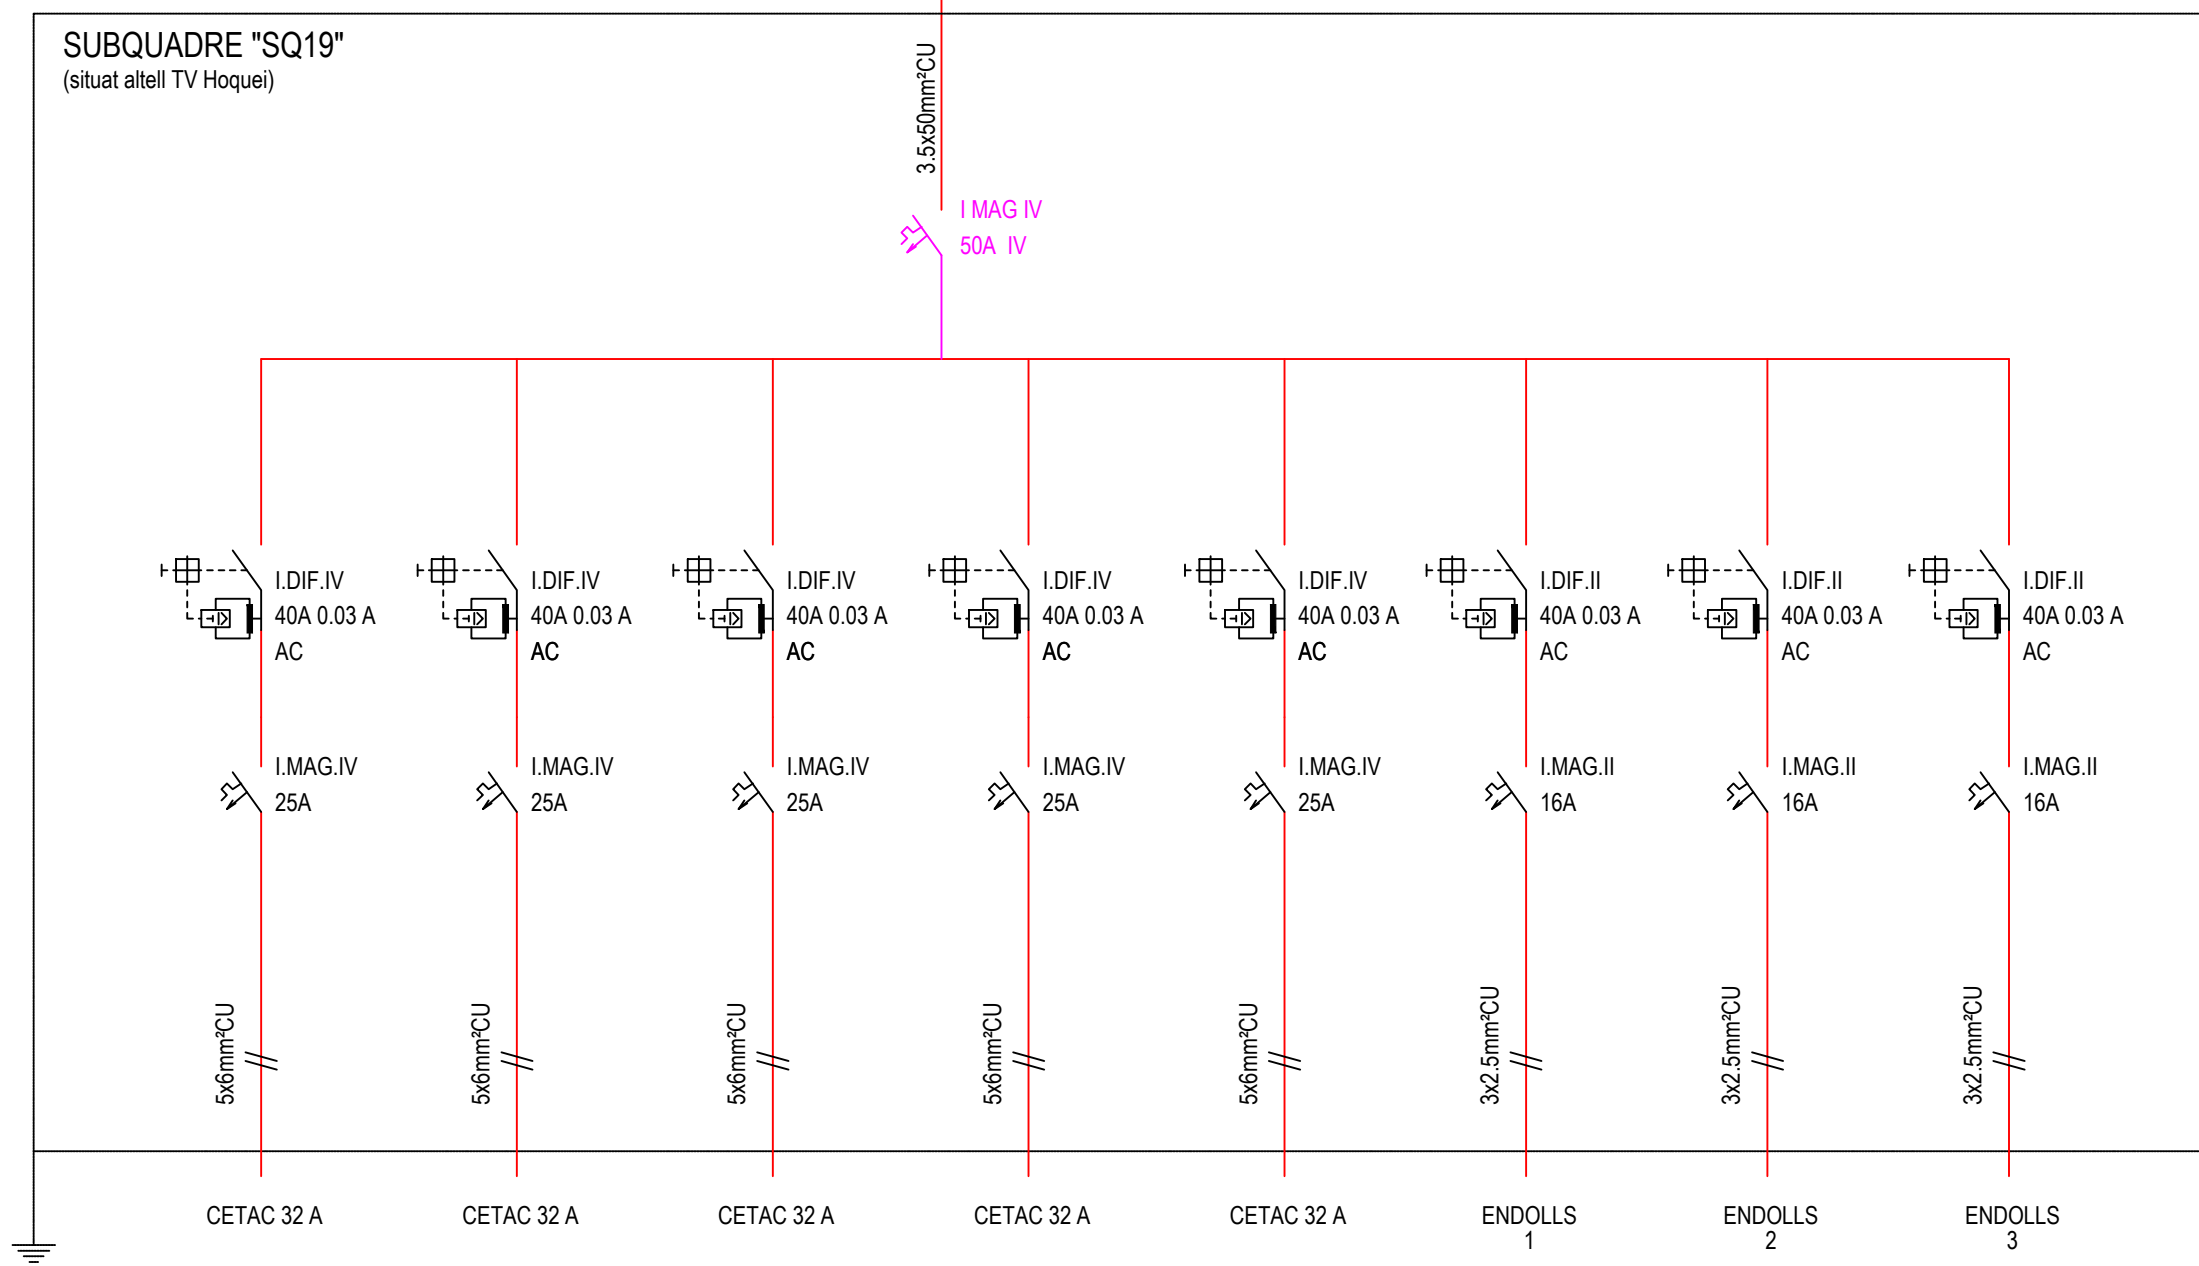 SUBQUADRE "SQ19"
(situat altell TV Hoquei)
3.5x50mm²CU
I MAG IV
50A IV
I.DIF.IV
40A 0.03 A
AC
I.DIF.IV
40A 0.03 A
AC
I.DIF.IV
40A 0.03 A
AC
I.DIF.IV
40A 0.03 A
AC
I.DIF.IV
40A 0.03 A
AC
I.DIF.II
40A 0.03 A
AC
I.DIF.II
40A 0.03 A
AC
I.DIF.II
40A 0.03 A
AC
I.MAG.IV
25A
I.MAG.IV
25A
I.MAG.IV
25A
I.MAG.IV
25A
I.MAG.IV
25A
I.MAG.II
16A
I.MAG.II
16A
I.MAG.II
16A
5x6mm²CU
5x6mm²CU
5x6mm²CU
5x6mm²CU
5x6mm²CU
3x2.5mm²CU
3x2.5mm²CU
3x2.5mm²CU
CETAC 32 A
CETAC 32 A
CETAC 32 A
CETAC 32 A
CETAC 32 A
ENDOLLS
1
ENDOLLS
2
ENDOLLS
3